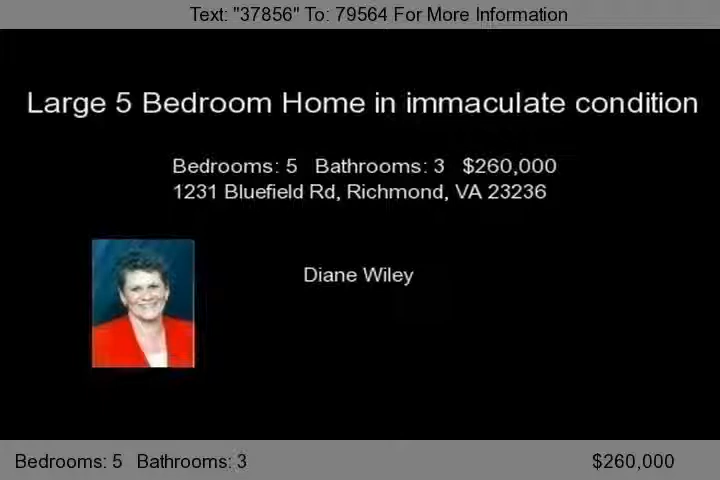 Text: "37856" To: 79564 For More Information
Large 5 Bedroom Home in immaculate condition
Bedrooms: 5 Bathrooms: 3 $260,000
1231 Bluefield Rd, Richmond, VA 23236
Diane Wiley
Bedrooms: 5 Bathrooms: 3 $260,000